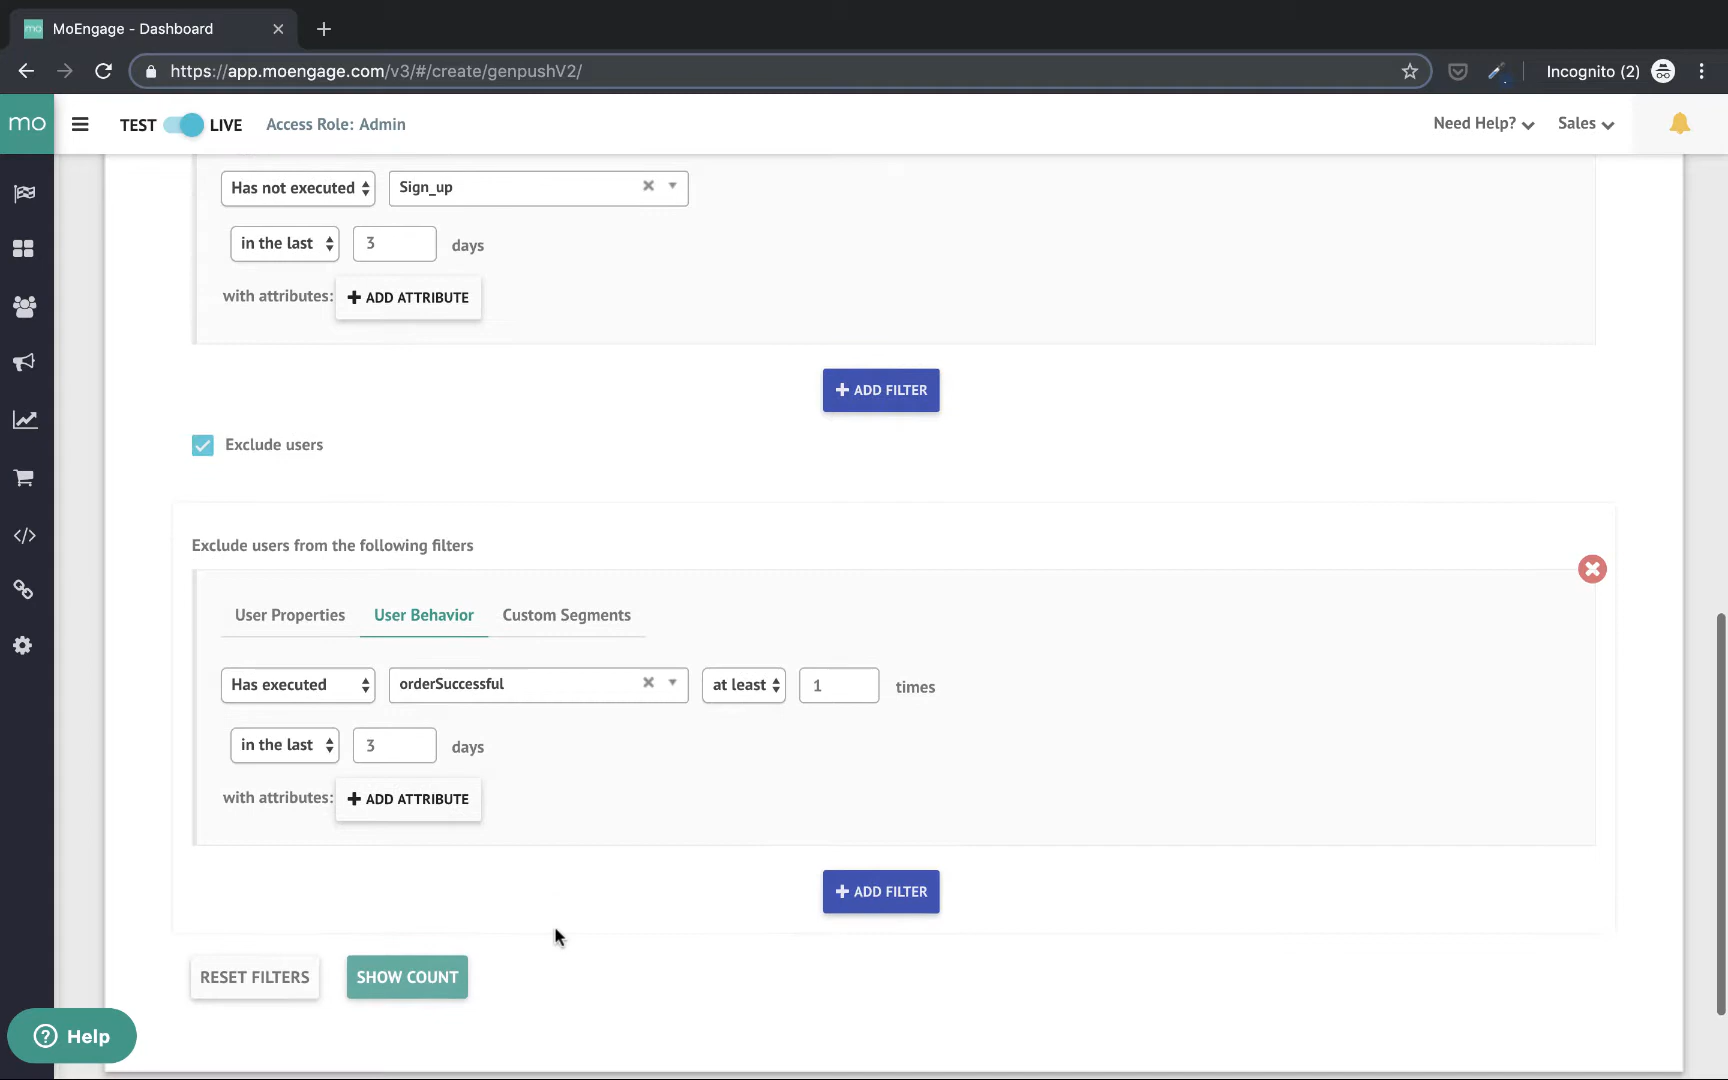 mo MoEngage - Dashboard
https://app.moengage.com/v3/#/create/genpushV2/
Incognito (2)
mo TEST LIVE Access Role: Admin Need Help? Sales
Has not executed Sign_up
in the last 3 days
with attributes: ADD ATTRIBUTE
ADD FILTER
Exclude users
Exclude users from the following filters
User Properties User Behavior Custom Segments
Has executed orderSuccessful at least 1 times
in the last 3 days
with attributes: ADD ATTRIBUTE
ADD FILTER
RESET FILTERS SHOW COUNT
Help